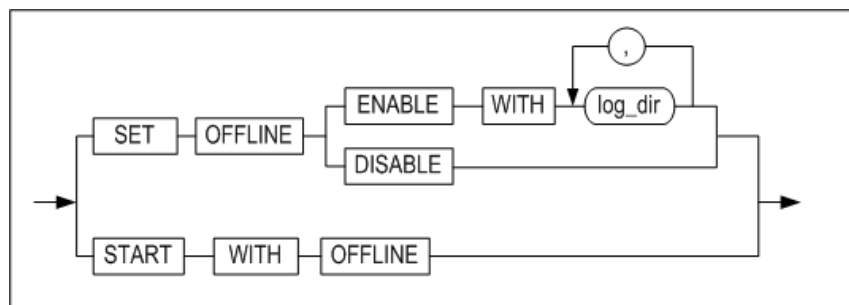 ,
ENABLE WITH log_dir
SET OFFLINE
DISABLE
START WITH OFFLINE